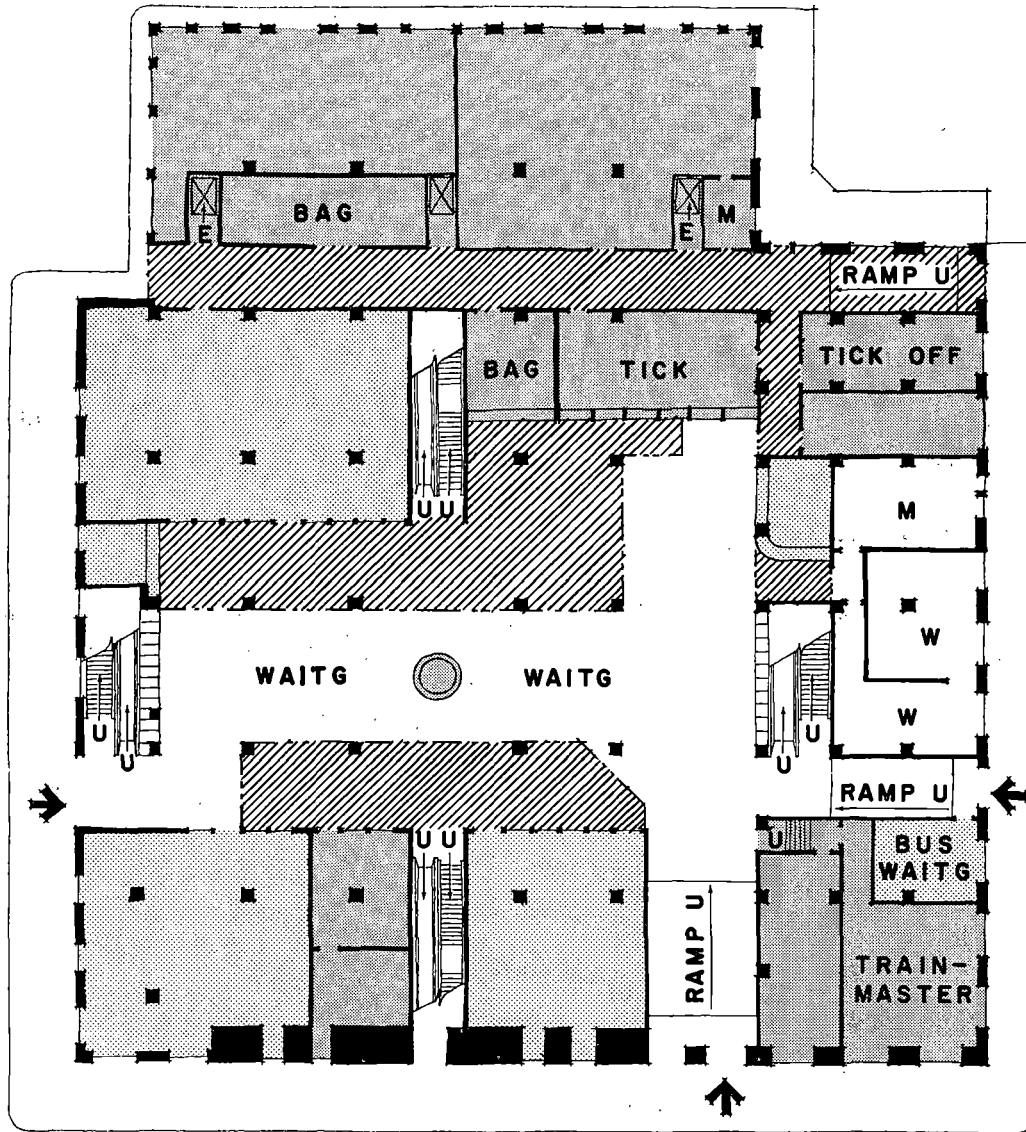 BAG
M
E
E
RAMP U
BAG
TICK
TICK OFF
U U
M
WAITG
WAITG
W
W
U
U
U
U
RAMP U
U U
U
BUS
WAITG
RAMP U
TRAIN-
MASTER